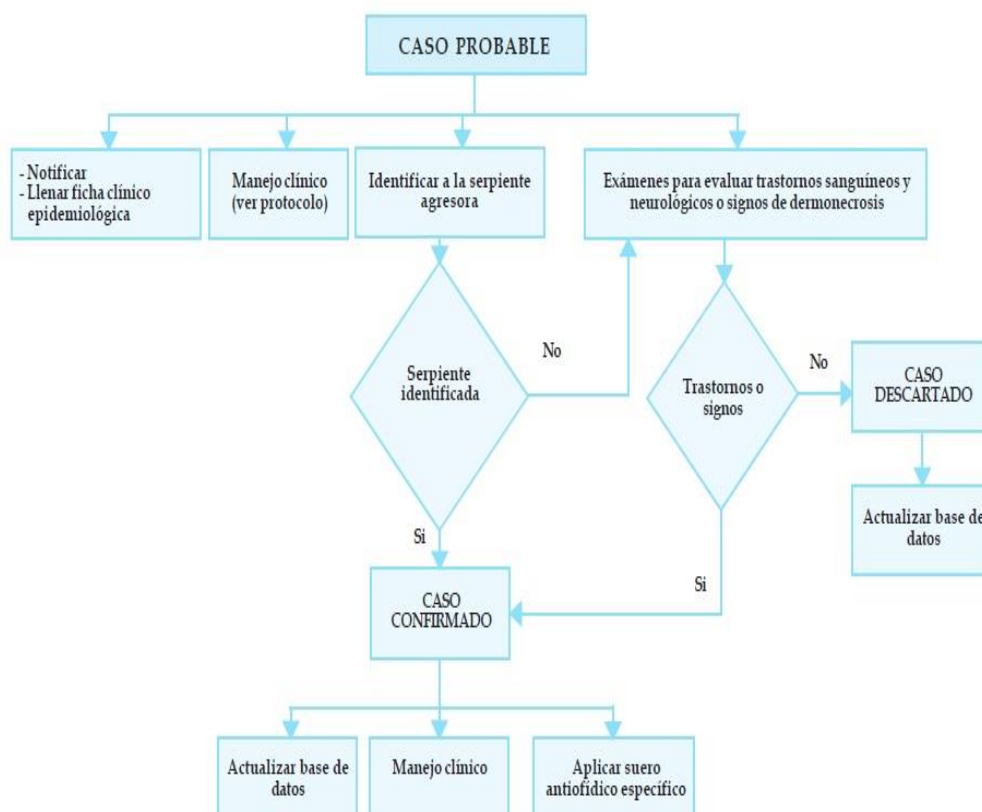 CASO PROBABLE
- Notificar
- Llenar ficha clínico
epidemiológica
Manejo clínico
(ver protocolo)
Identificar a la serpiente
agresora
Exámenes para evaluar trastornos sanguíneos y
neurológicos o signos de dermonecrosis
No
Serpiente
identificada
No
Trastornos o
signos
CASO
DESCARTADO
Actualizar base de
datos
Si
Si
CASO
CONFIRMADO
Actualizar base de
datos
Manejo clínico
Aplicar suero
antiofídico específico